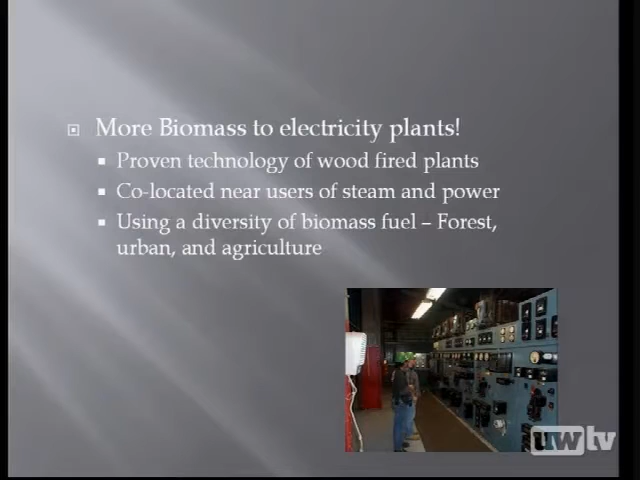 More Biomass to electricity plants!
Proven technology of wood fired plants
Co-located near users of steam and power
Using a diversity of biomass fuel – Forest,
urban, and agriculture
uwtv